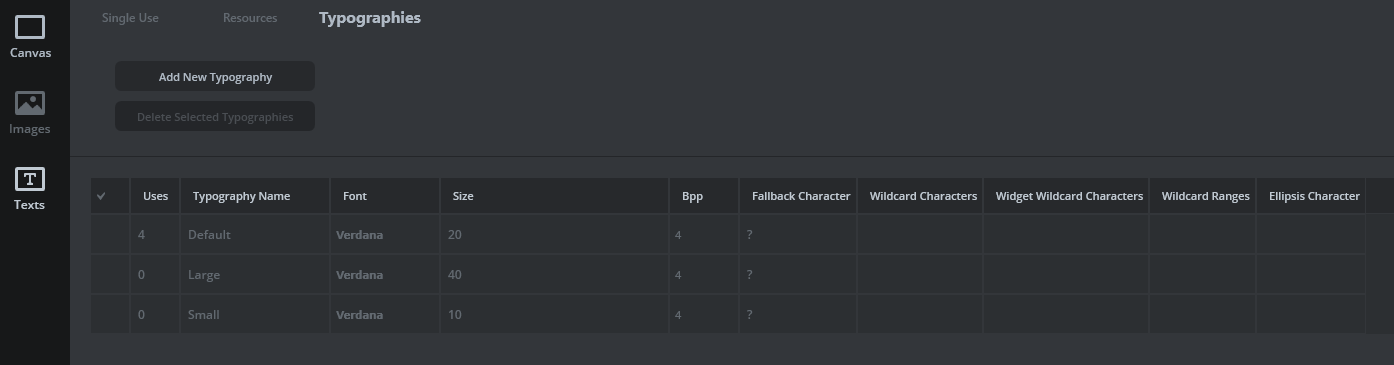 Single Use Resources Typographies
Canvas
Add New Typography
Delete Selected Typographies
Images
Texts
Uses Typography Name Font Size Bpp Fallback Character Wildcard Characters Widget Wildcard Characters Wildcard Ranges Ellipsis Character
4 Default Verdana 20 4 ?
0 Large Verdana 40 4 ?
0 Small Verdana 10 4 ?